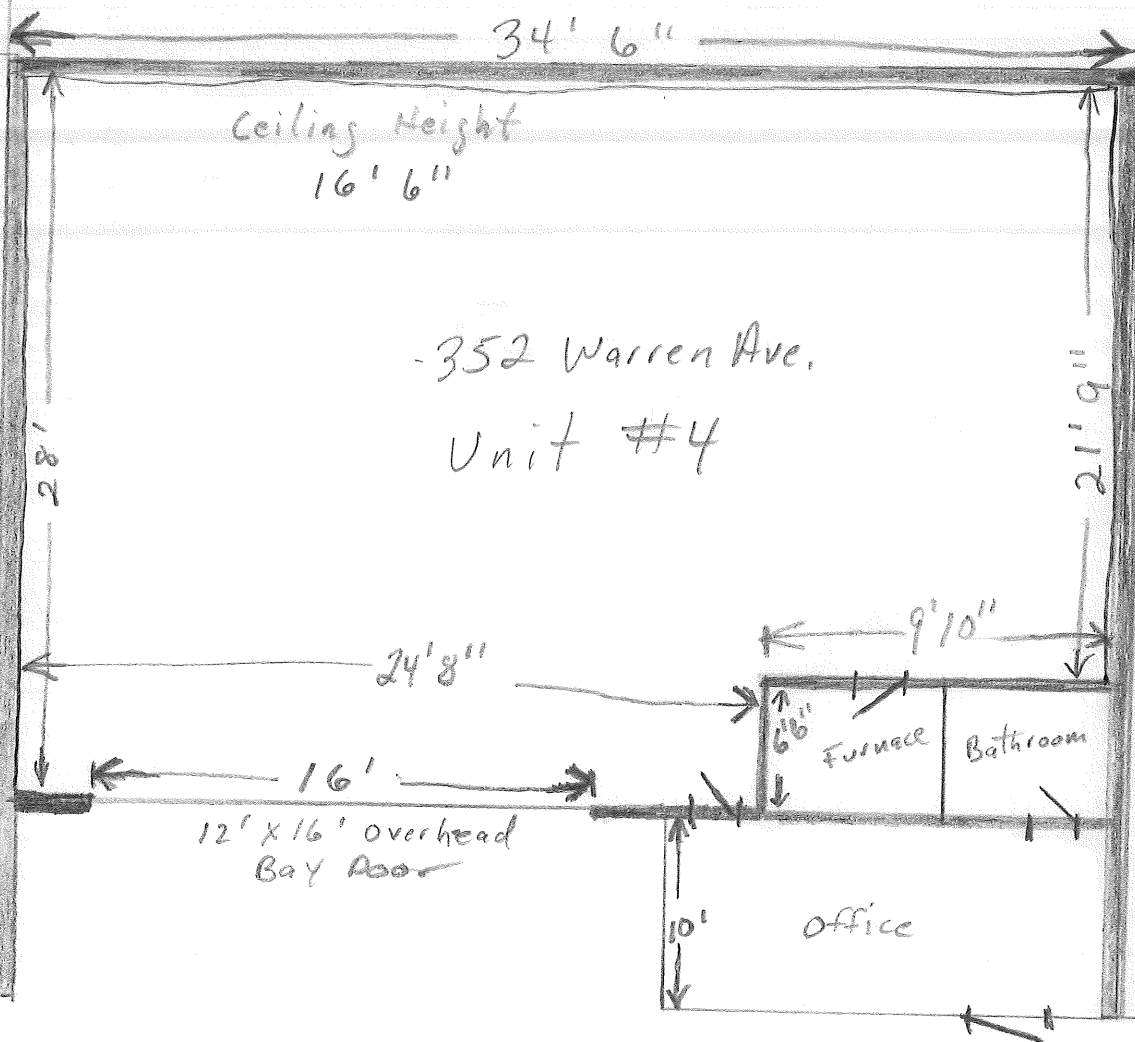 34' 6"
Ceiling Height
16' 6"
352 Warren Ave.
Unit #4
28'
21' 9"
9'10"
24'8"
6'6"
Furnace
Bathroom
16'
12' X 16' overhead
Bay Door
10'
Office